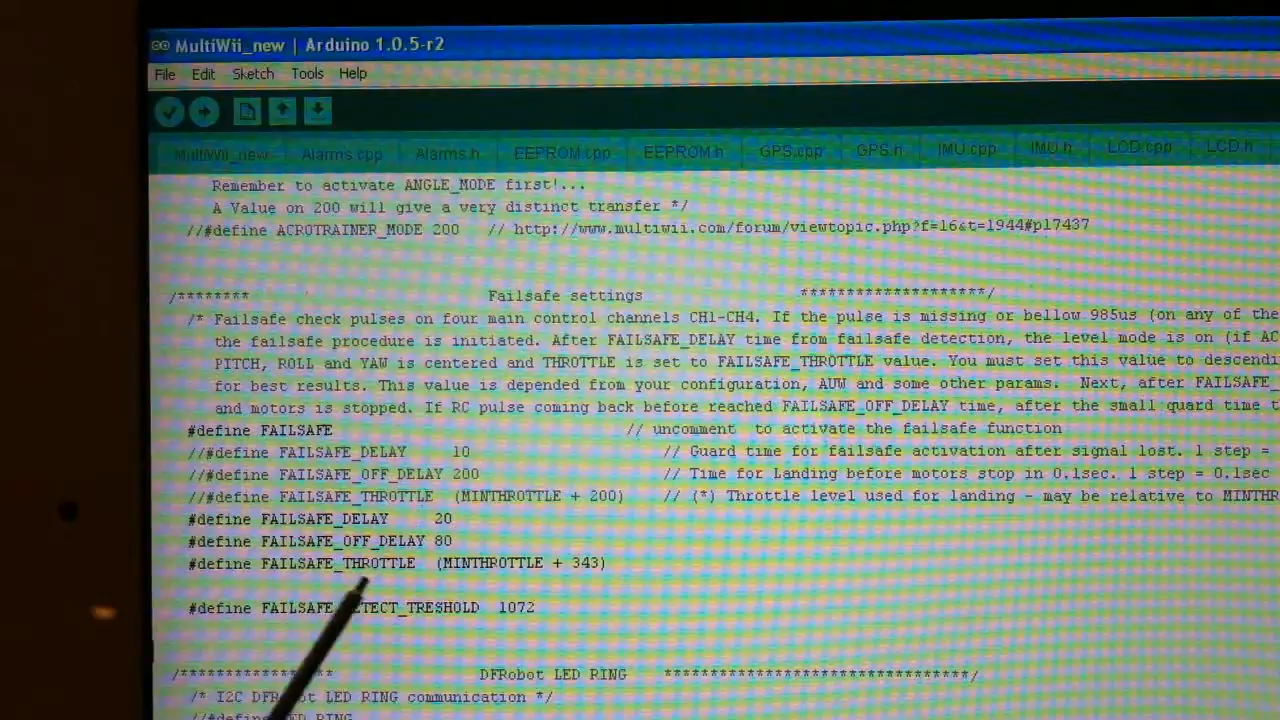 MultiWii_new | Arduino 1.0.5-r2
File Edit Sketch Tools Help
MultiWii_new Alarms.cpp Alarms.h EEPROM.cpp EEPROM.h GPS.cpp GPS.h IMU.cpp IMU.h LCD.cpp LCD.h
Remember to activate ANGLE_MODE first!...
A Value on 200 will give a very distinct transfer */
//#define ACROTRAINER_MODE 200 // http://www.multiwii.com/forum/viewtopic.php?f=16&t=1944#p17437
/******** Failsafe settings ********************/
/* Failsafe check pulses on four main control channels CH1-CH4. If the pulse is missing or bellow 985us (on any of the
the failsafe procedure is initiated. After FAILSAFE_DELAY time from failsafe detection, the level mode is on (if AC
PITCH, ROLL and YAW is centered and THROTTLE is set to FAILSAFE_THROTTLE value. You must set this value to descendi
for best results. This value is depended from your configuration, AUW and some other params. Next, after FAILSAFE_
and motors is stopped. If RC pulse coming back before reached FAILSAFE_OFF_DELAY time, after the small quard time t
#define FAILSAFE // uncomment to activate the failsafe function
//#define FAILSAFE_DELAY 10 // Guard time for failsafe activation after signal lost. 1 step =
//#define FAILSAFE_OFF_DELAY 200 // Time for Landing before motors stop in 0.1sec. 1 step = 0.1sec
//#define FAILSAFE_THROTTLE (MINTHROTTLE + 200) // (*) Throttle level used for landing - may be relative to MINTHR
#define FAILSAFE_DELAY 20
#define FAILSAFE_OFF_DELAY 80
#define FAILSAFE_THROTTLE (MINTHROTTLE + 343)
#define FAILSAFE ETECT_TRESHOLD 1072
/***************** DFRobot LED RING *********************************/
/* I2C DFRobot LED RING communication */
//#define LED_RING